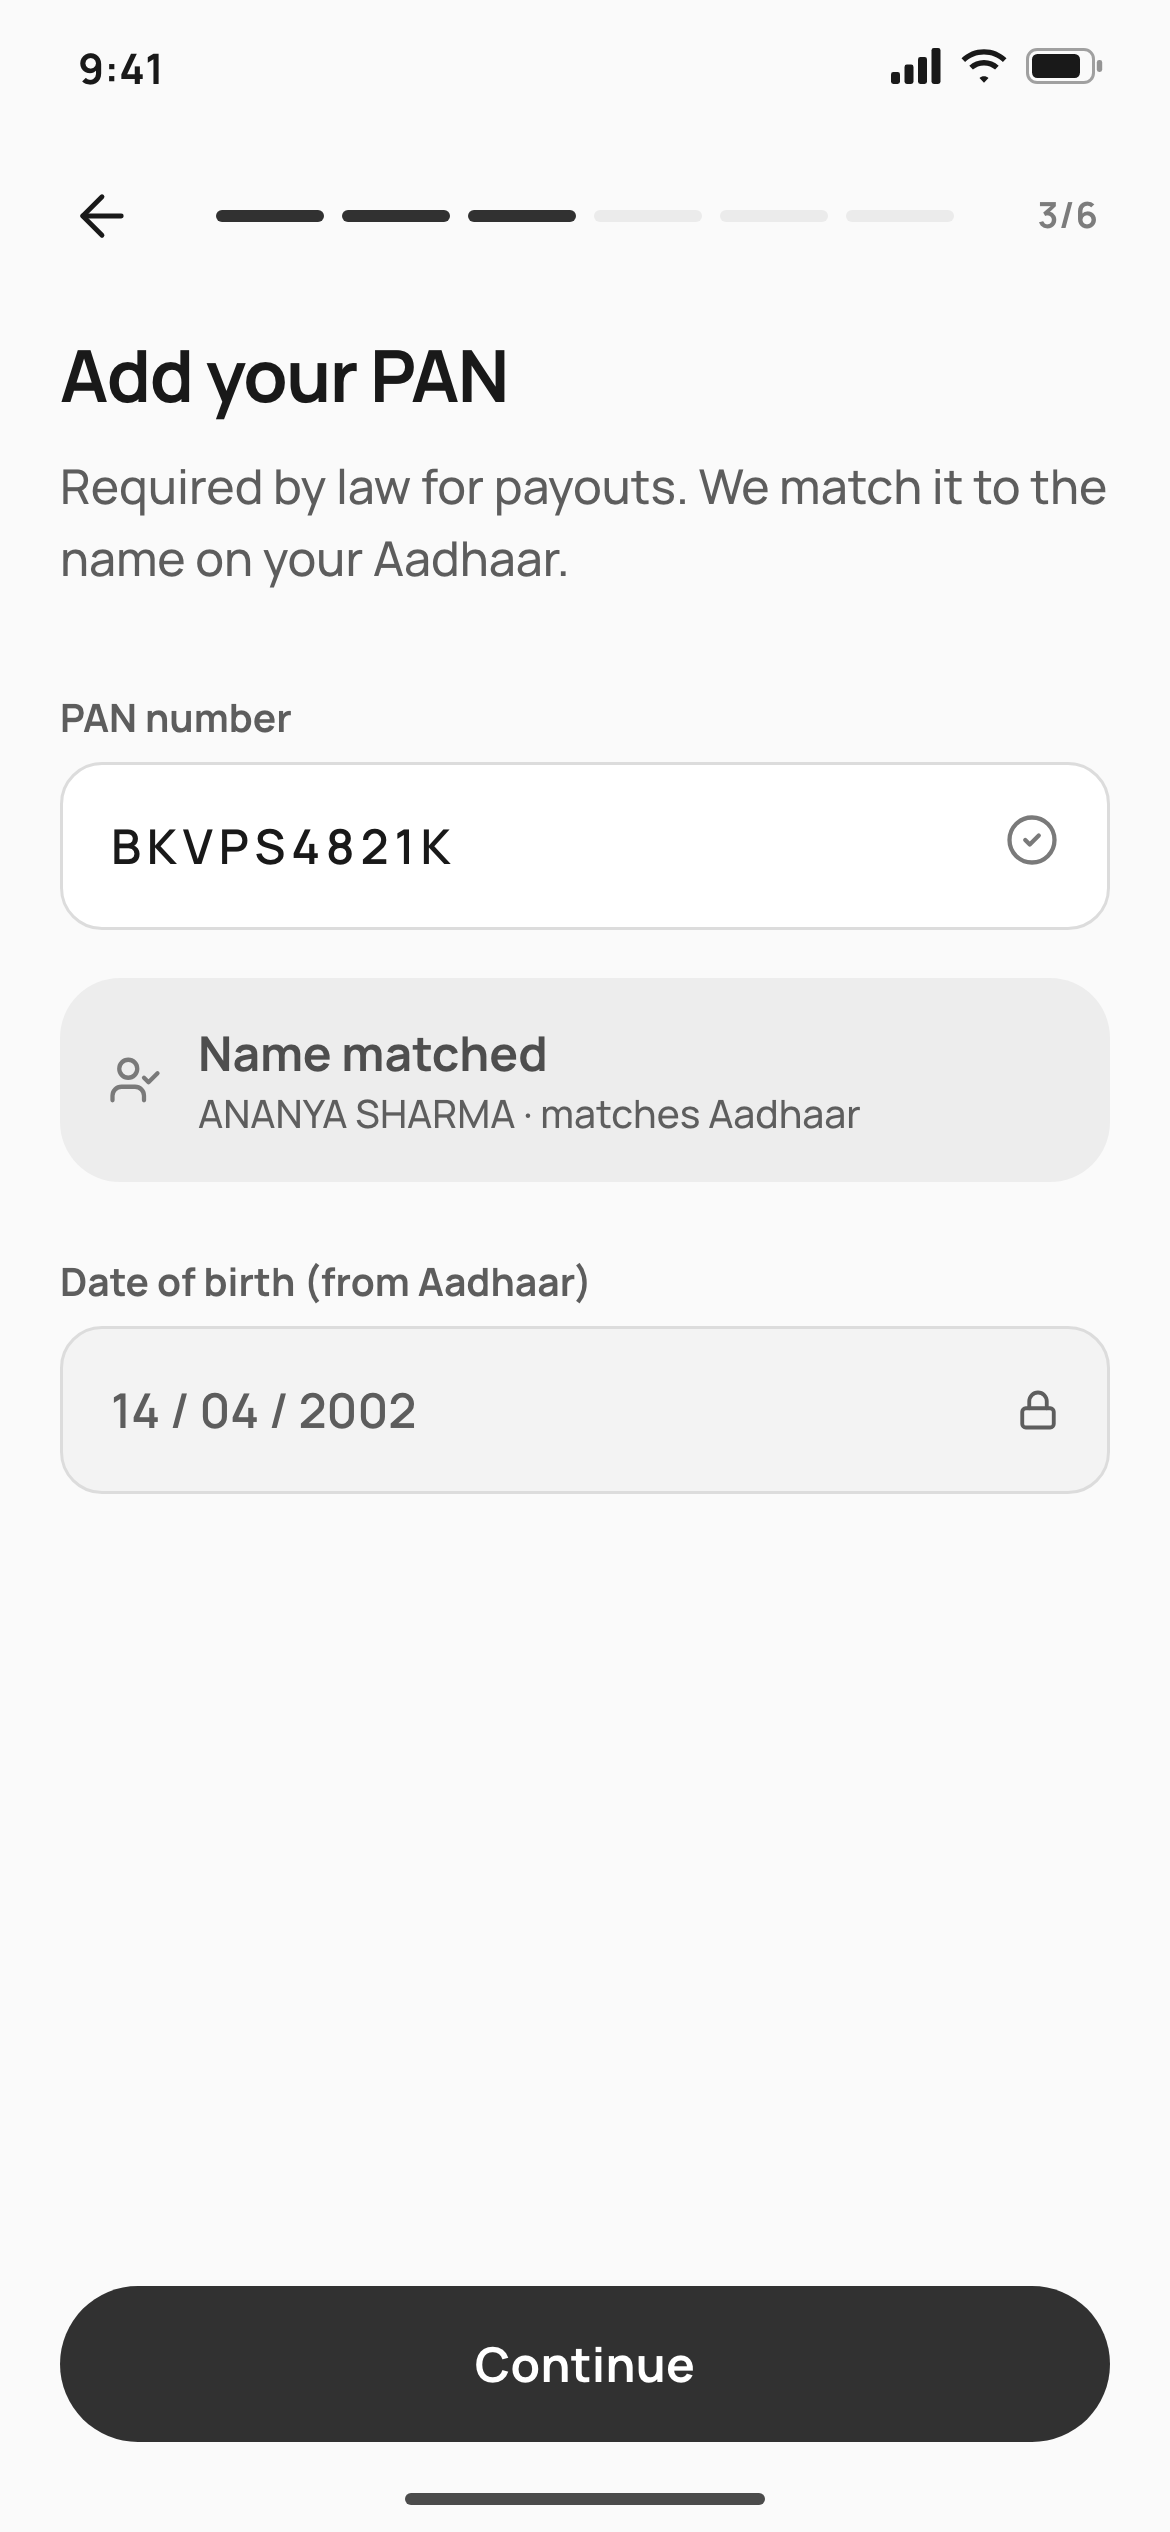 9:41
3/6
Add your PAN
Required by law for payouts. We match it to the
name on your Aadhaar.
PAN number
BKVPS4821K
Name matched
ANANYA SHARMA · matches Aadhaar
Date of birth (from Aadhaar)
14 / 04 / 2002
Continue